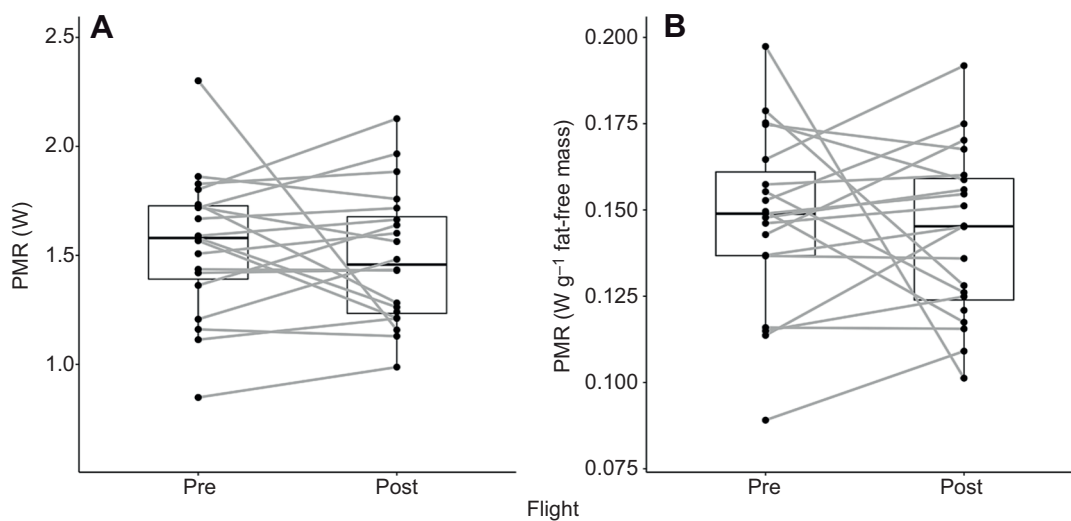 A
PMR (W)
2.5
2.0
1.5
1.0
Pre
Post
B
PMR (W g⁻¹ fat-free mass)
0.200
0.175
0.150
0.125
0.100
0.075
Pre
Post
Flight